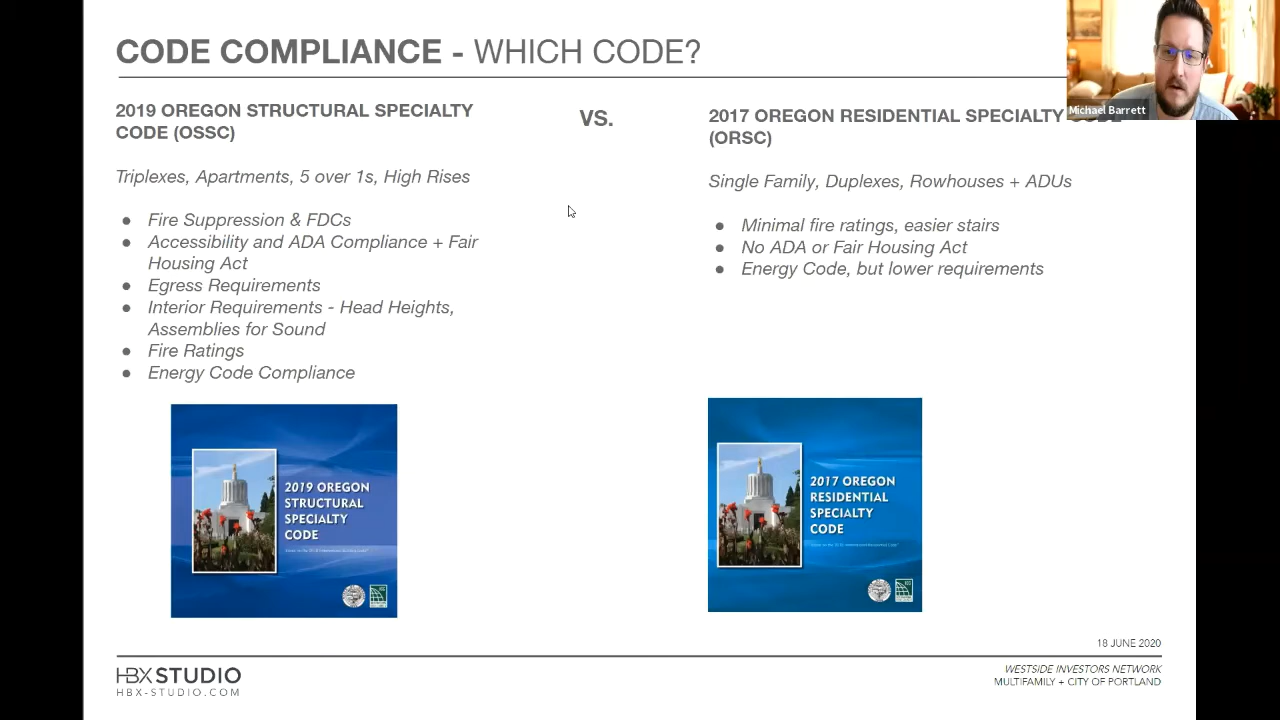 CODE COMPLIANCE - WHICH CODE?
Michael Barrett
2019 OREGON STRUCTURAL SPECIALTY
CODE (OSSC)
Triplexes, Apartments, 5 over 1s, High Rises
● Fire Suppression & FDCs
● Accessibility and ADA Compliance + Fair
Housing Act
● Egress Requirements
● Interior Requirements - Head Heights,
Assemblies for Sound
● Fire Ratings
● Energy Code Compliance
VS.
2017 OREGON RESIDENTIAL SPECIALTY
(ORSC)
Single Family, Duplexes, Rowhouses + ADUs
● Minimal fire ratings, easier stairs
● No ADA or Fair Housing Act
● Energy Code, but lower requirements
2019 OREGON
STRUCTURAL
SPECIALTY
CODE
2017 OREGON
RESIDENTIAL
SPECIALTY
CODE
18 JUNE 2020
HBX STUDIO
HBX-STUDIO.COM
WESTSIDE INVESTORS NETWORK
MULTIFAMILY + CITY OF PORTLAND